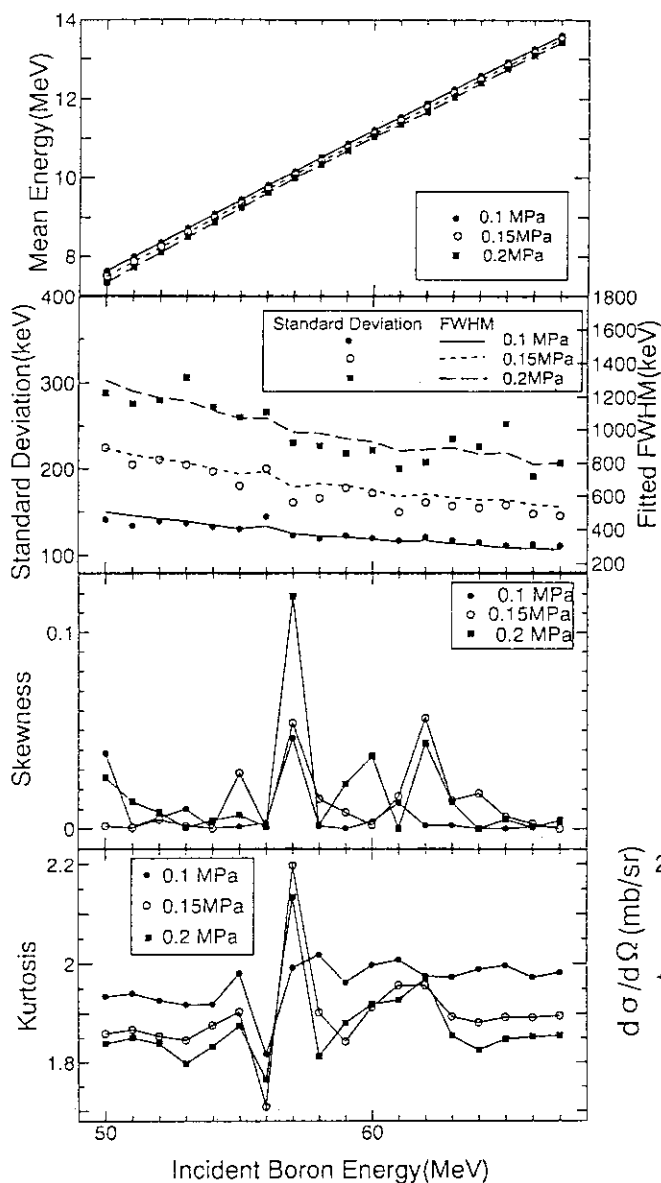 14
12
10
8
Mean Energy(MeV)
0.1 MPa
0.15MPa
0.2MPa
400
300
200
100
Standard Deviation(keV)
Standard Deviation FWHM
0.1 MPa
0.15MPa
0.2MPa
1800
1600
1400
1200
1000
800
600
400
200
Fitted FWHM(keV)
0.1
0
Skewness
0.1 MPa
0.15MPa
0.2 MPa
2.2
2
1.8
Kurtosis
0.1 MPa
0.15MPa
0.2 MPa
2
dσ/dΩ (mb/sr)
50
60
Incident Boron Energy(MeV)